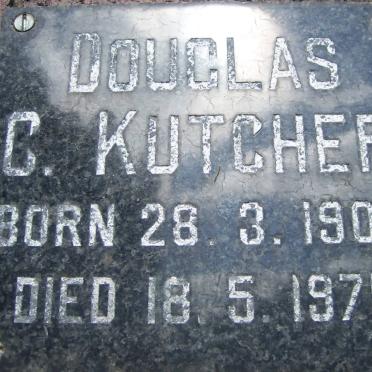 DOUGLAS
C. KUTCHER
BORN 28. 3. 190
DIED 18. 5. 197